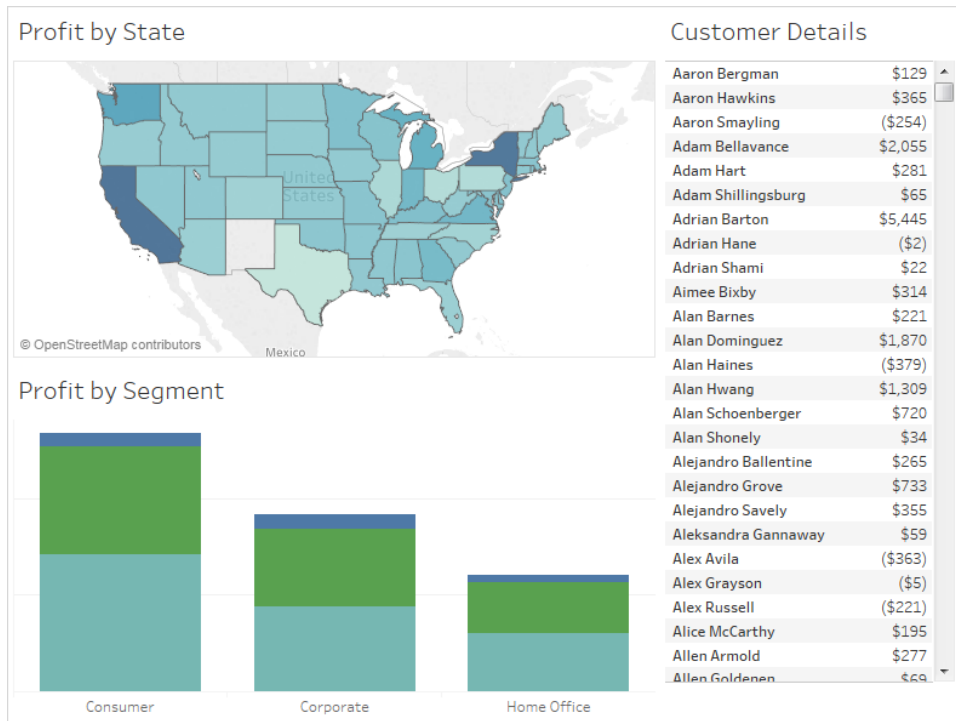 Profit by State
United
States
© OpenStreetMap contributors
Mexico
Profit by Segment
Consumer Corporate Home Office
Customer Details
Aaron Bergman $129
Aaron Hawkins $365
Aaron Smayling ($254)
Adam Bellavance $2,055
Adam Hart $281
Adam Shillingsburg $65
Adrian Barton $5,445
Adrian Hane ($2)
Adrian Shami $22
Aimee Bixby $314
Alan Barnes $221
Alan Dominguez $1,870
Alan Haines ($379)
Alan Hwang $1,309
Alan Schoenberger $720
Alan Shonely $34
Alejandro Ballentine $265
Alejandro Grove $733
Alejandro Savely $355
Aleksandra Gannaway $59
Alex Avila ($363)
Alex Grayson ($5)
Alex Russell ($221)
Alice McCarthy $195
Allen Armold $277
Allen Goldenen $69